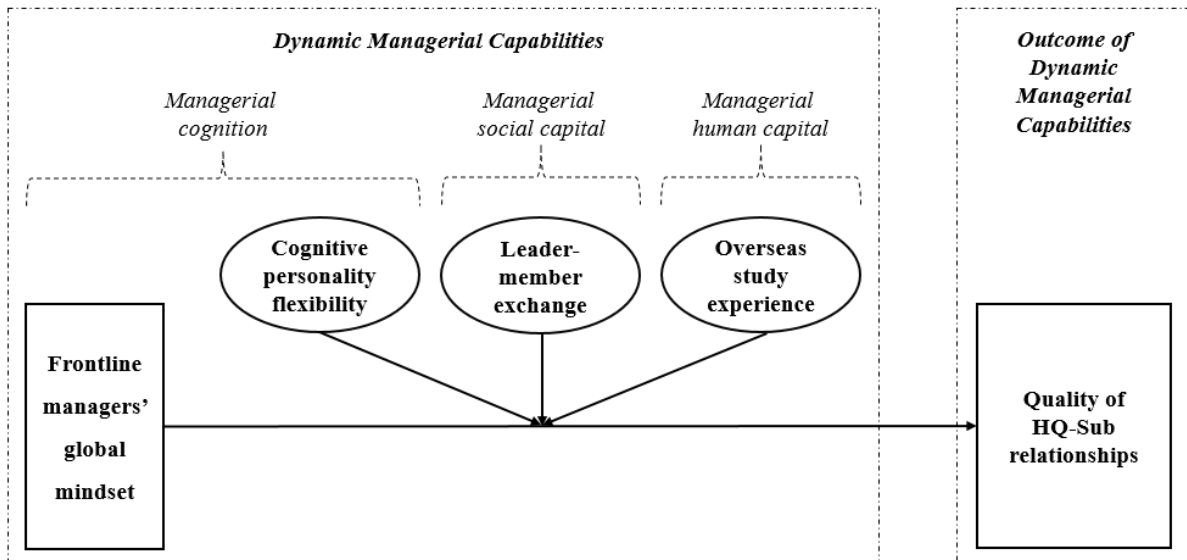 Dynamic Managerial Capabilities
Outcome of
Dynamic
Managerial
Capabilities
Managerial
cognition
Managerial
social capital
Managerial
human capital
Cognitive
personality
flexibility
Leader-
member
exchange
Overseas
study
experience
Frontline
managers’
global
mindset
Quality of
HQ-Sub
relationships